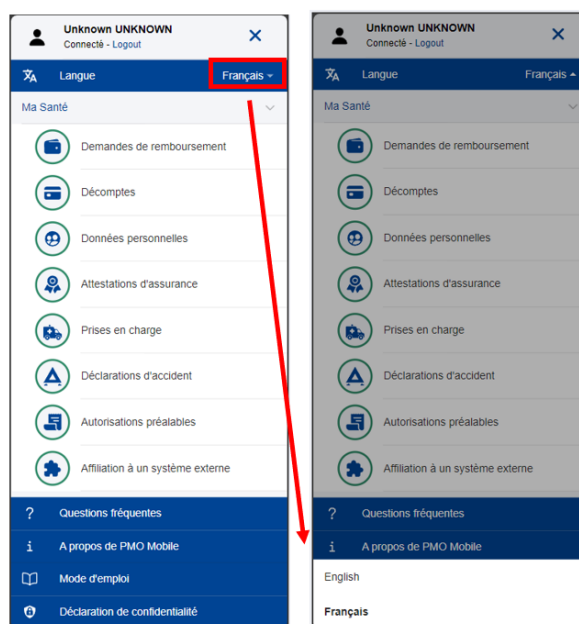 Unknown UNKNOWN
Connecté - Logout
Langue
Français
Ma Santé
Demandes de remboursement
Décomptes
Données personnelles
Attestations d'assurance
Prises en charge
Déclarations d'accident
Autorisations préalables
Affiliation à un système externe
Questions fréquentes
A propos de PMO Mobile
Mode d'emploi
Déclaration de confidentialité
Unknown UNKNOWN
Connecté - Logout
Langue
Français
Ma Santé
Demandes de remboursement
Décomptes
Données personnelles
Attestations d'assurance
Prises en charge
Déclarations d'accident
Autorisations préalables
Affiliation à un système externe
Questions fréquentes
A propos de PMO Mobile
English
Français